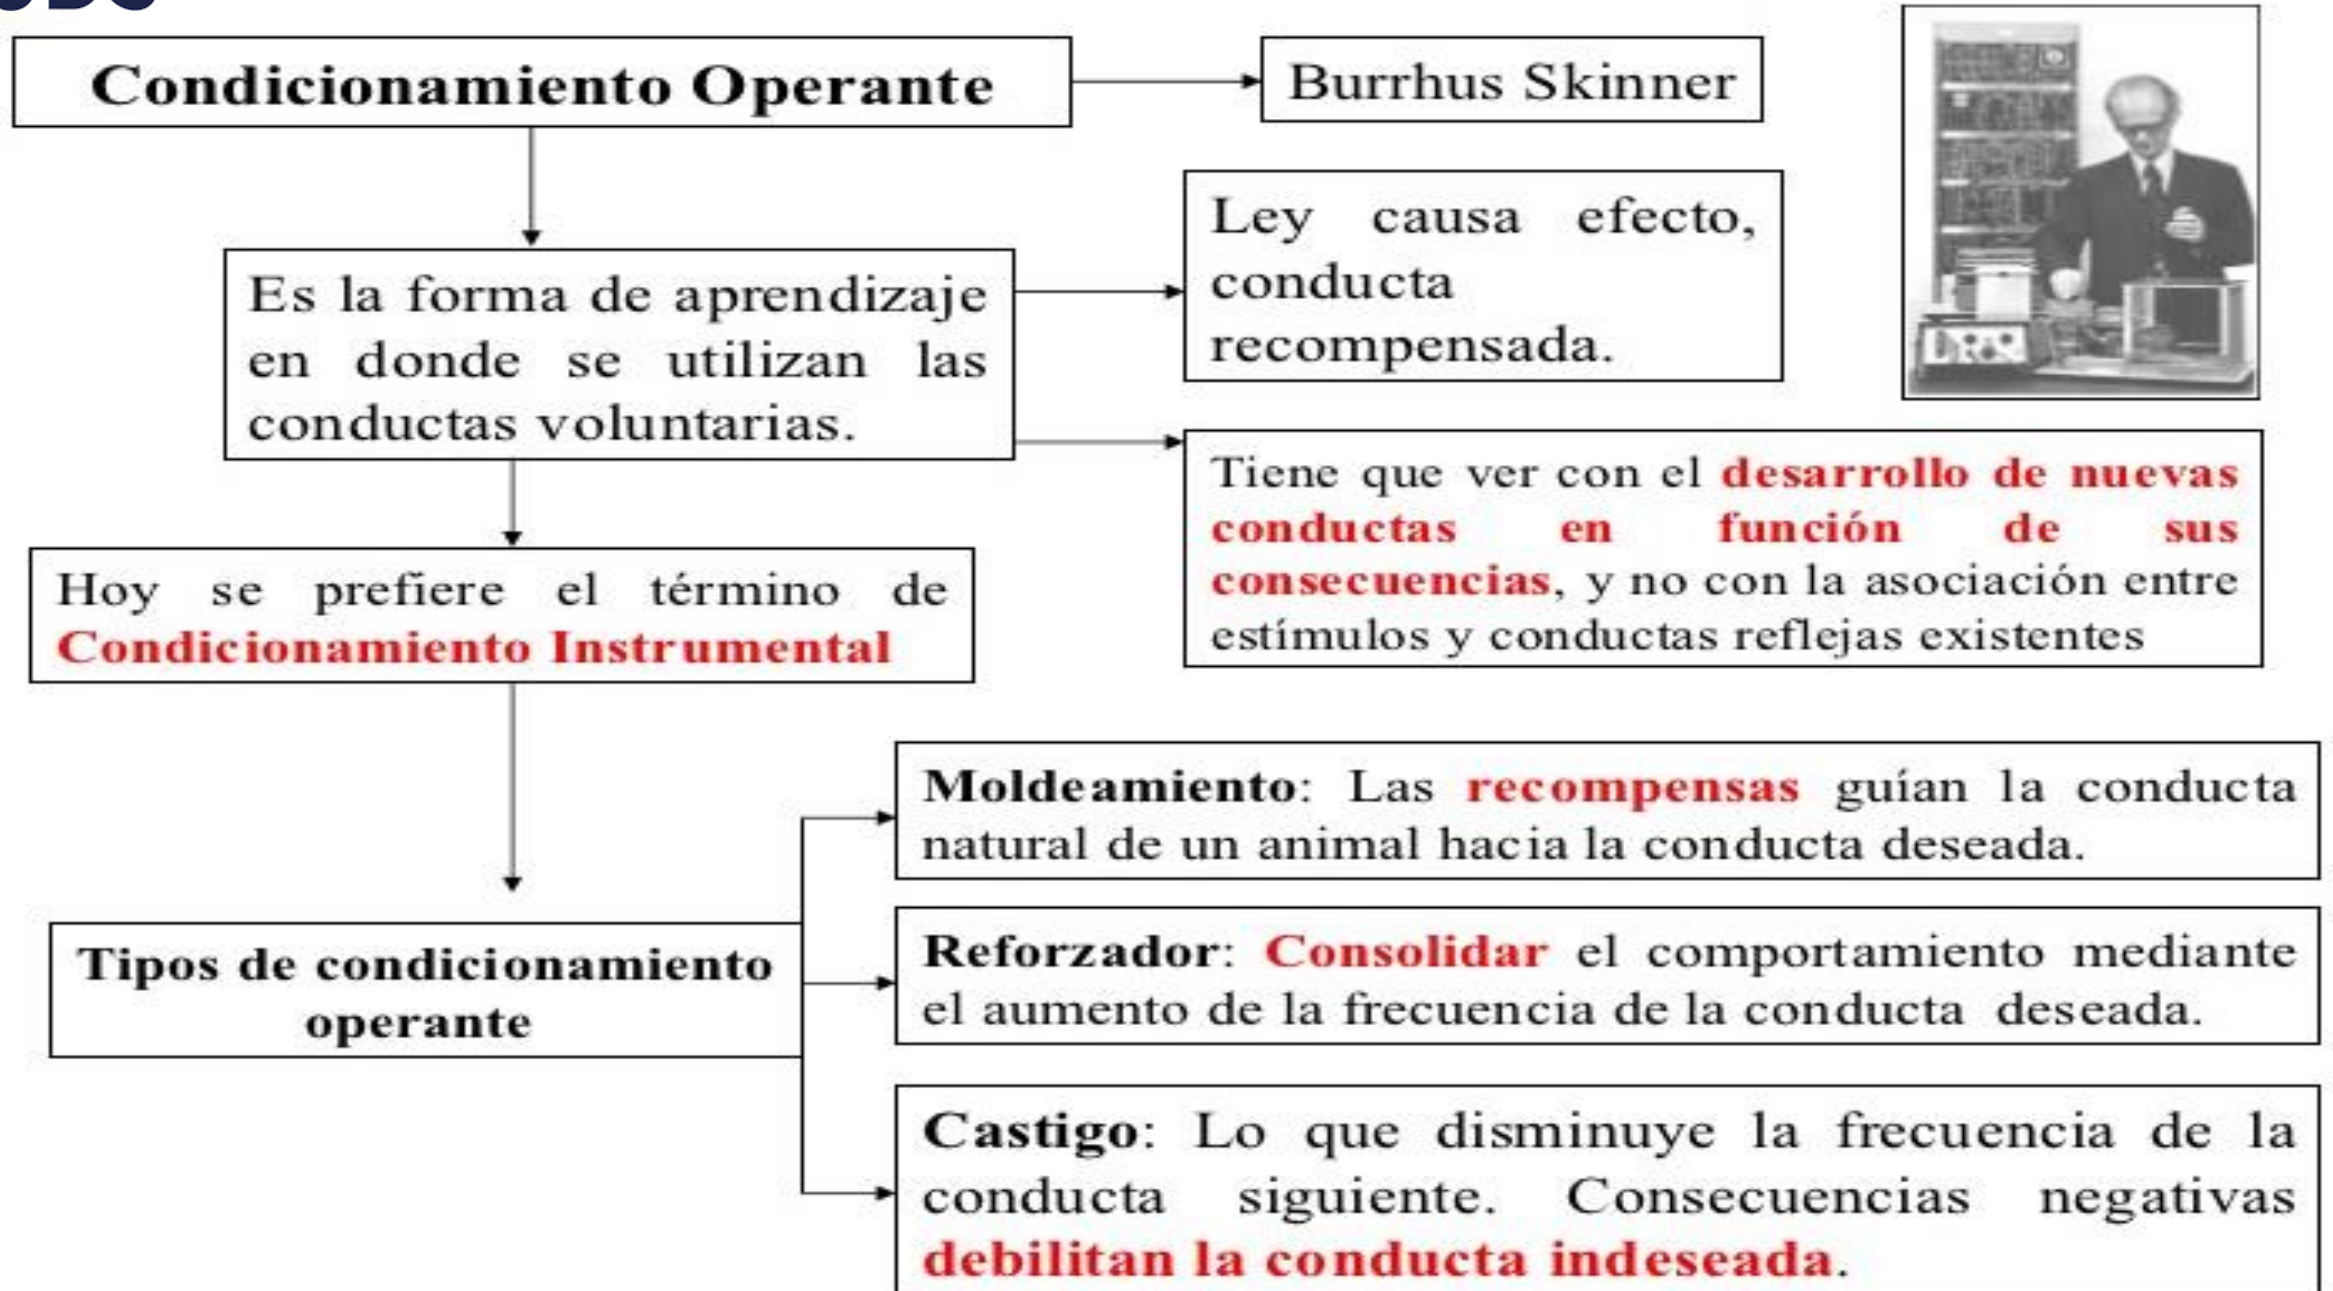 Condicionamiento Operante
Burrhus Skinner
Es la forma de aprendizaje
en donde se utilizan las
conductas voluntarias.
Ley causa efecto,
conducta
recompensada.
Tiene que ver con el desarrollo de nuevas
conductas en función de sus
consecuencias, y no con la asociación entre
estímulos y conductas reflejas existentes
Hoy se prefiere el término de
Condicionamiento Instrumental
Tipos de condicionamiento
operante
Moldeamiento: Las recompensas guían la conducta
natural de un animal hacia la conducta deseada.
Reforzador: Consolidar el comportamiento mediante
el aumento de la frecuencia de la conducta deseada.
Castigo: Lo que disminuye la frecuencia de la
conducta siguiente. Consecuencias negativas
debilitan la conducta indeseada.